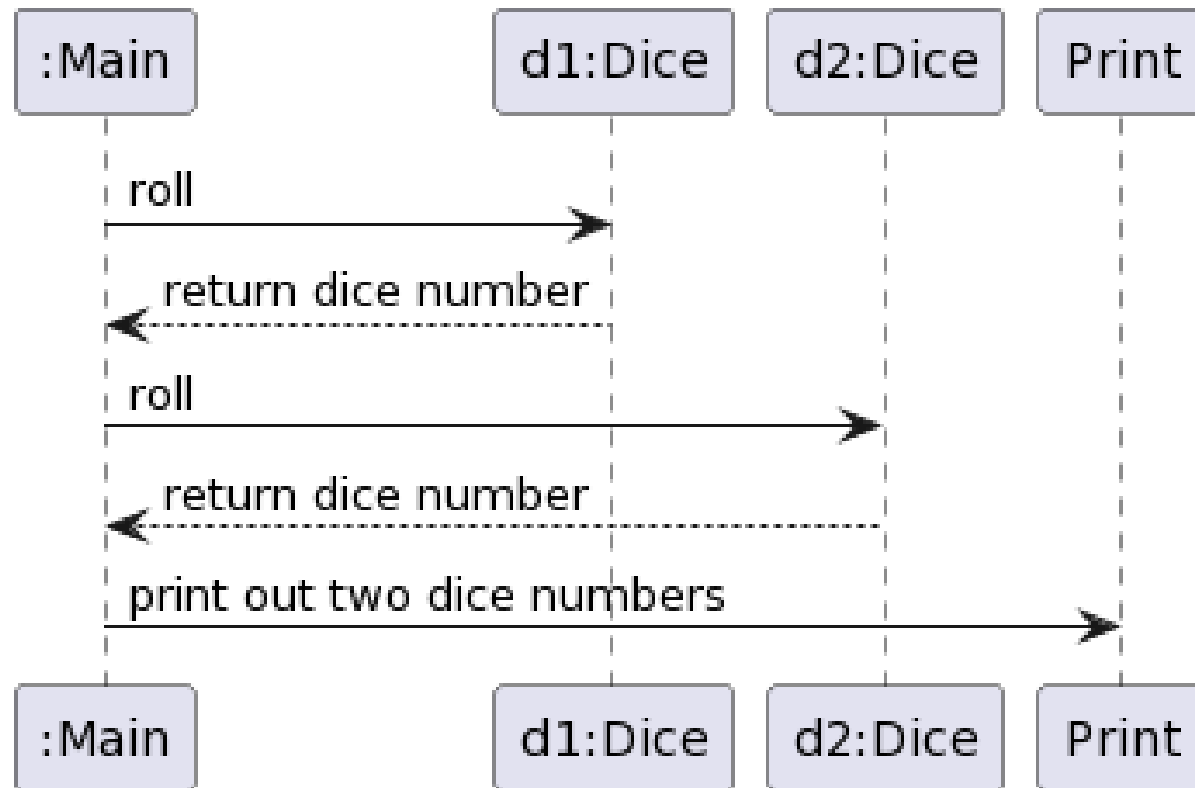 :Main
d1:Dice
d2:Dice
Print
roll
return dice number
roll
return dice number
print out two dice numbers
:Main
d1:Dice
d2:Dice
Print